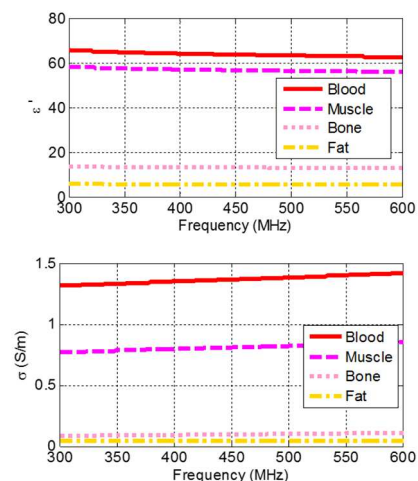 80
60
40
20
0
ε '
Blood
Muscle
Bone
Fat
300 350 400 450 500 550 600
Frequency (MHz)
1.5
1
0.5
0
σ (S/m)
Blood
Muscle
Bone
Fat
300 350 400 450 500 550 600
Frequency (MHz)